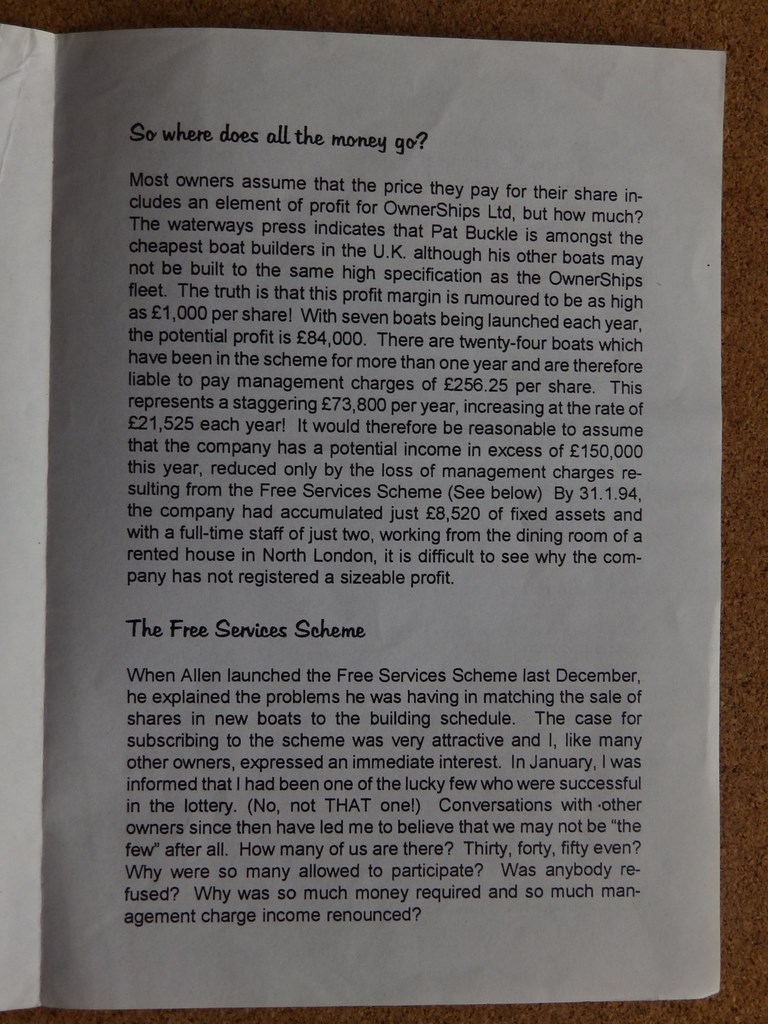 So where does all the money go?
Most owners assume that the price they pay for their share in-
cludes an element of profit for OwnerShips Ltd, but how much?
The waterways press indicates that Pat Buckle is amongst the
cheapest boat builders in the U.K. although his other boats may
not be built to the same high specification as the OwnerShips
fleet. The truth is that this profit margin is rumoured to be as high
as £1,000 per share! With seven boats being launched each year,
the potential profit is £84,000. There are twenty-four boats which
have been in the scheme for more than one year and are therefore
liable to pay management charges of £256.25 per share. This
represents a staggering £73,800 per year, increasing at the rate of
£21,525 each year! It would therefore be reasonable to assume
that the company has a potential income in excess of £150,000
this year, reduced only by the loss of management charges re-
sulting from the Free Services Scheme (See below) By 31.1.94,
the company had accumulated just £8,520 of fixed assets and
with a full-time staff of just two, working from the dining room of a
rented house in North London, it is difficult to see why the com-
pany has not registered a sizeable profit.
The Free Services Scheme
When Allen launched the Free Services Scheme last December,
he explained the problems he was having in matching the sale of
shares in new boats to the building schedule. The case for
subscribing to the scheme was very attractive and I, like many
other owners, expressed an immediate interest. In January, I was
informed that I had been one of the lucky few who were successful
in the lottery. (No, not THAT one!) Conversations with other
owners since then have led me to believe that we may not be "the
few" after all. How many of us are there? Thirty, forty, fifty even?
Why were so many allowed to participate? Was anybody re-
fused? Why was so much money required and so much man-
agement charge income renounced?